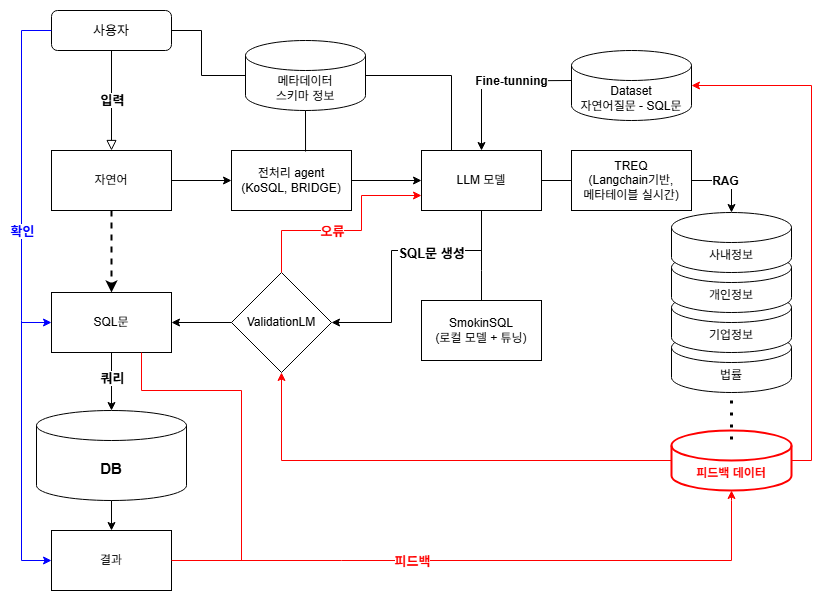 사용자
메타데이터
스키마 정보
Fine-tunning
Dataset
자연어질문 - SQL문
입력
자연어
전처리 agent
(KoSQL, BRIDGE)
LLM 모델
TREQ
(Langchain기반,
메타테이블 실시간)
RAG
확인
오류
SQL문 생성
사내정보
개인정보
기업정보
법률
SQL문
ValidationLM
SmokinSQL
(로컬 모델 + 튜닝)
쿼리
DB
피드백 데이터
결과
피드백